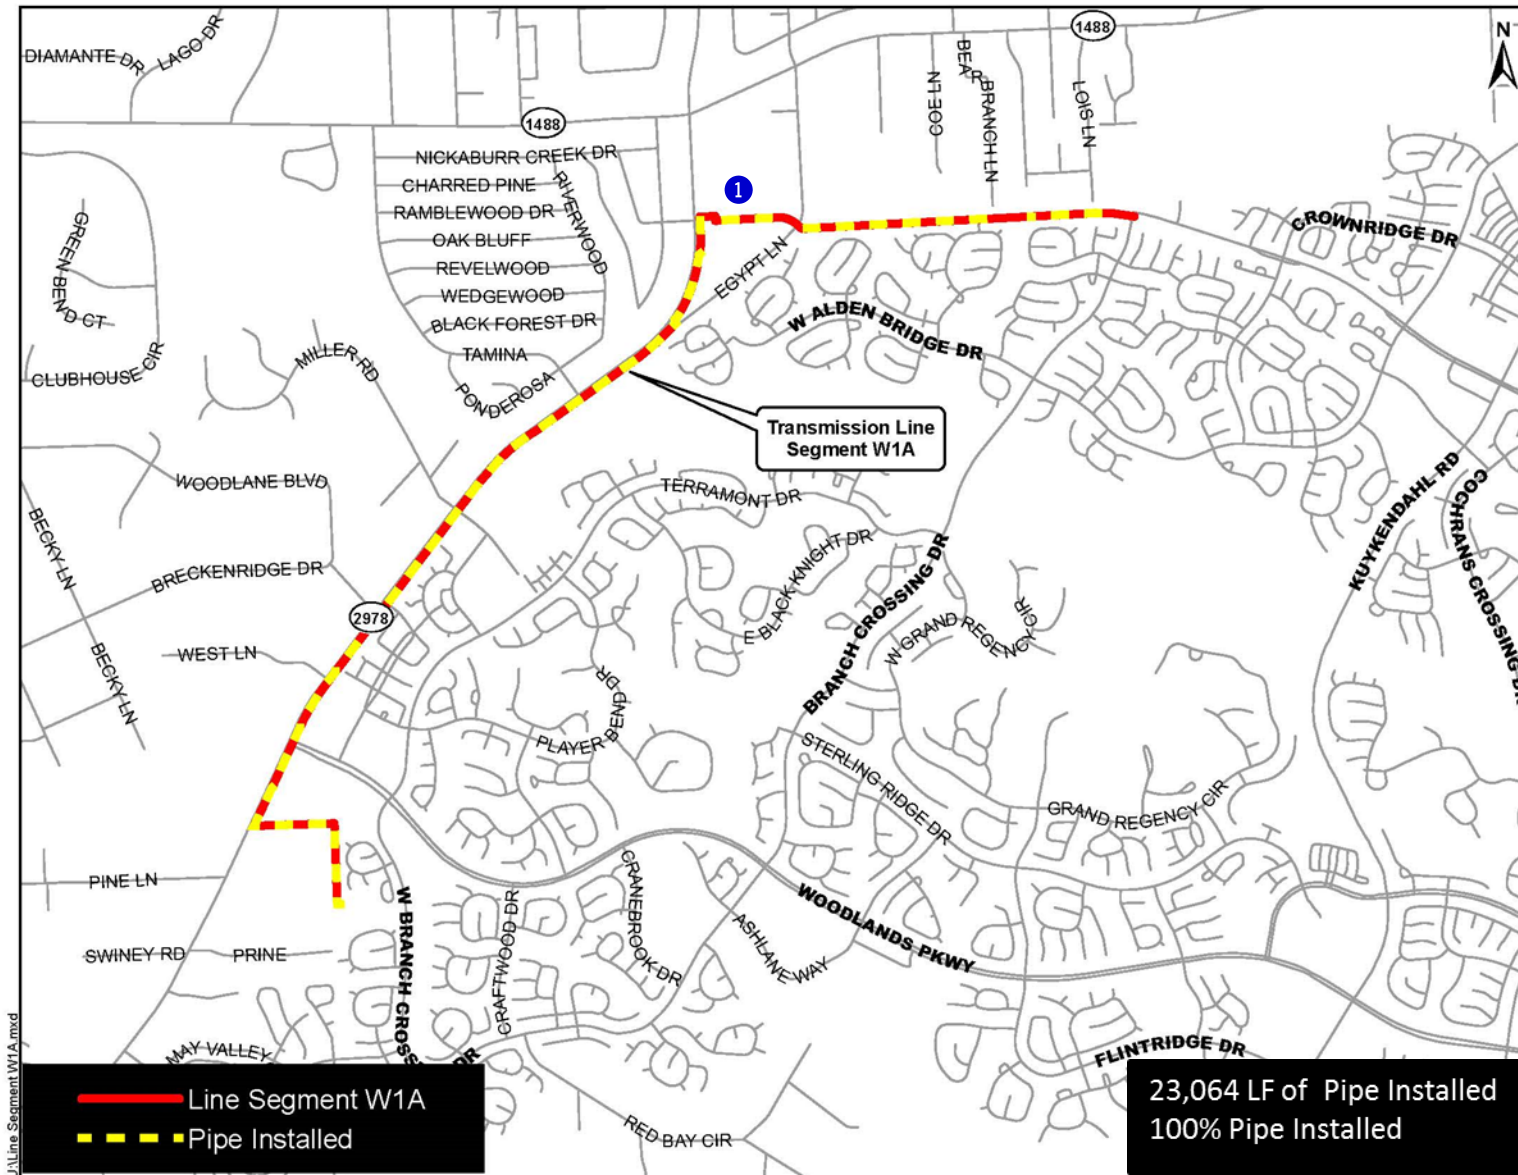 DIAMANTE DR
LAGO DR
1488
1488
N
BEAR BRANCH LN
COE LN
LOIS LN
NICKABURR CREEK DR
CHARRED PINE
RAMBLEWOOD DR
RIVERWOOD
OAK BLUFF
REVELWOOD
WEDGEWOOD
BLACK FOREST DR
TAMINA
PONDEROSA
1
EGYPT LN
CROWNRIDGE DR
W ALDEN BRIDGE DR
GREEN BEND CT
CLUBHOUSE CIR
MILLER RD
Transmission Line
Segment W1A
WOODLANE BLVD
TERRAMONT DR
KUYKENDAHL RD
COCHRANS CROSSING DR
BECKY LN
BRECKENRIDGE DR
E BLACK KNIGHT DR
BRANCH CROSSING DR
2978
W GRAND REGENCY CIR
WEST LN
BECKY LN
PLAYER BEND DR
STERLING RIDGE DR
GRAND REGENCY CIR
PINE LN
W BRANCH CROSSING DR
CRAFTWOOD DR
CRANEBROOK DR
ASHLANE WAY
WOODLANDS PKWY
SWINEY RD
PRINE
MAY VALLEY
FLINTRIDGE DR
RED BAY CIR
Line Segment W1A
Pipe Installed
23,064 LF of Pipe Installed
100% Pipe Installed
J:\Line Segment W1A.mxd